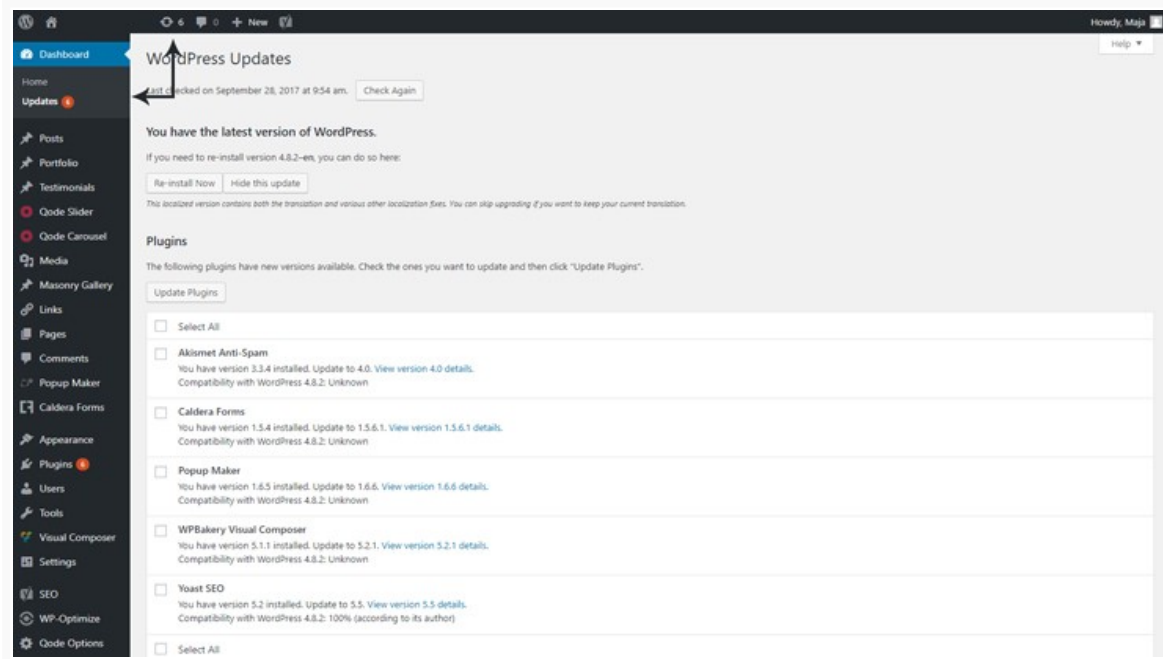 6 0 + New
Howdy, Maja
Help ▼
Dashboard
Home
Updates 6
Posts
Portfolio
Testimonials
Qode Slider
Qode Carousel
Media
Masonry Gallery
Links
Pages
Comments
Popup Maker
Caldera Forms
Appearance
Plugins 6
Users
Tools
Visual Composer
Settings
SEO
WP-Optimize
Qode Options
WordPress Updates
Last checked on September 28, 2017 at 9:54 am. Check Again
You have the latest version of WordPress.
If you need to re-install version 4.8.2–en, you can do so here:
Re-install Now Hide this update
This localized version contains both the translation and various other localization fixes. You can skip upgrading if you want to keep your current translation.
Plugins
The following plugins have new versions available. Check the ones you want to update and then click "Update Plugins".
Update Plugins
Select All
Akismet Anti-Spam
You have version 3.3.4 installed. Update to 4.0. View version 4.0 details.
Compatibility with WordPress 4.8.2: Unknown
Caldera Forms
You have version 1.5.4 installed. Update to 1.5.6.1. View version 1.5.6.1 details.
Compatibility with WordPress 4.8.2: Unknown
Popup Maker
You have version 1.6.5 installed. Update to 1.6.6. View version 1.6.6 details.
Compatibility with WordPress 4.8.2: Unknown
WPBakery Visual Composer
You have version 5.1.1 installed. Update to 5.2.1. View version 5.2.1 details.
Compatibility with WordPress 4.8.2: Unknown
Yoast SEO
You have version 5.2 installed. Update to 5.5. View version 5.5 details.
Compatibility with WordPress 4.8.2: 100% (according to its author)
Select All